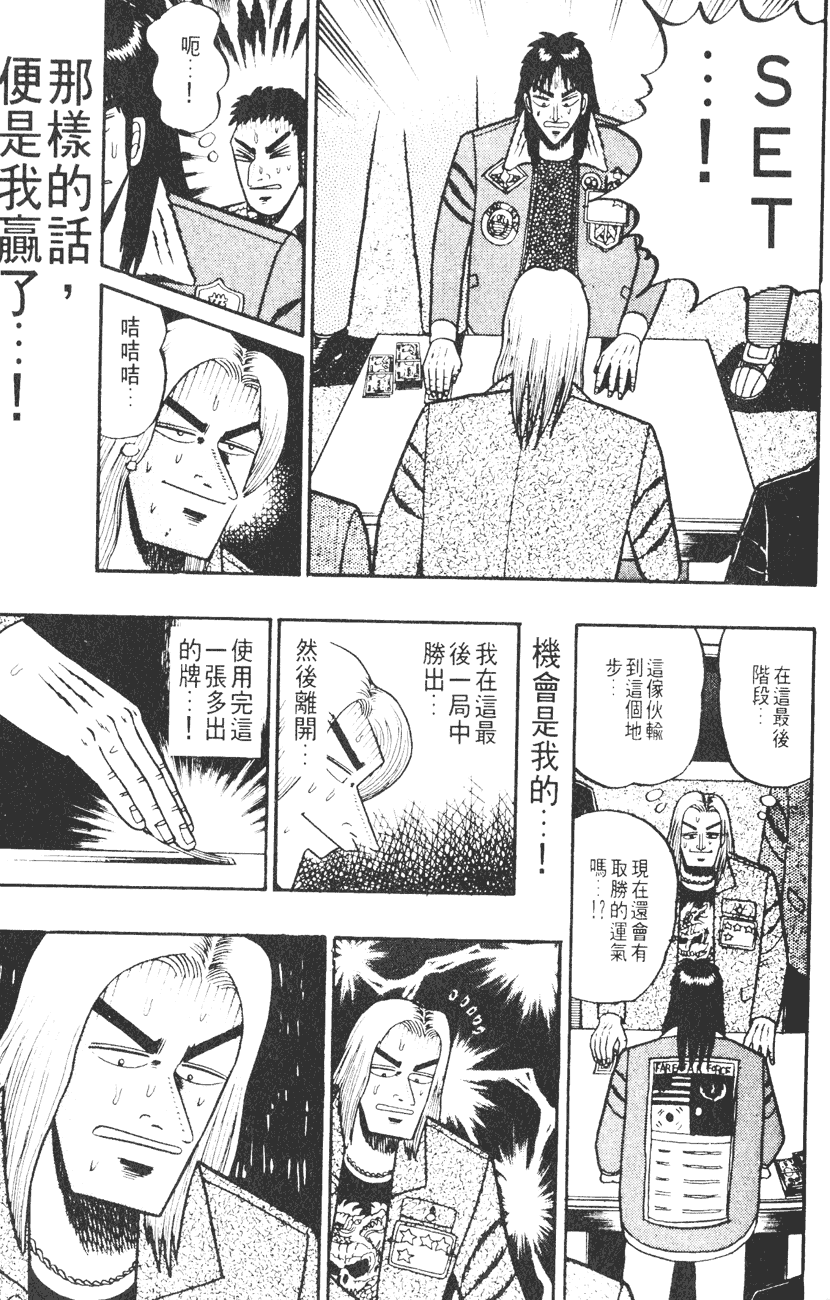 SET
…！
呃…！
那樣的話，
便是我贏了…！
咭咭咭…
在這最後
階段…
這傢伙輸
到這個地
步…
現在還會有
取勝的運氣
嗎…!?
機會是我的…！
我在這最
後一局中
勝出…
然後離開…
使用完這
一張多出
的牌…！